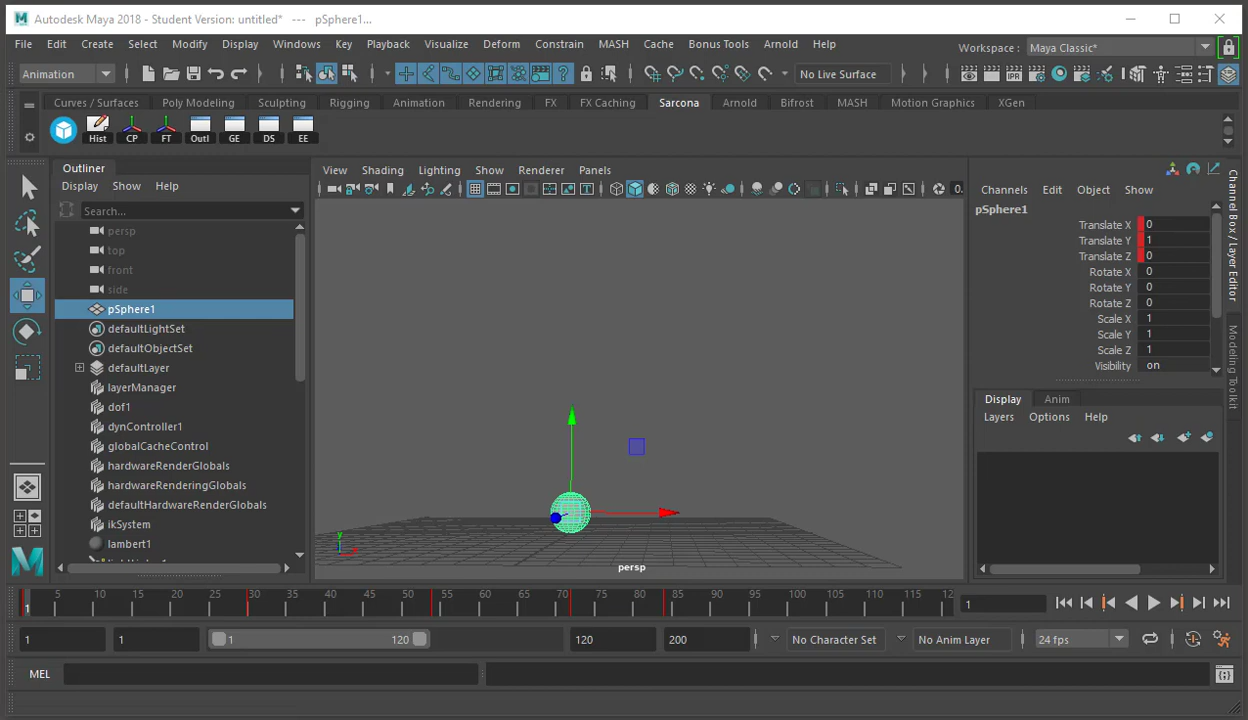 Autodesk Maya 2018 - Student Version: untitled* --- pSphere1...
File Edit Create Select Modify Display Windows Key Playback Visualize Deform Constrain MASH Cache Bonus Tools Arnold Help
Workspace : Maya Classic*
Animation
No Live Surface
Curves / Surfaces Poly Modeling Sculpting Rigging Animation Rendering FX FX Caching Sarcona Arnold Bifrost MASH Motion Graphics XGen
Hist CP FT Outl GE DS EE
Outliner
Display Show Help
Search...
persp
top
front
side
pSphere1
defaultLightSet
defaultObjectSet
defaultLayer
layerManager
dof1
dynController1
globalCacheControl
hardwareRenderGlobals
hardwareRenderingGlobals
defaultHardwareRenderGlobals
ikSystem
lambert1
View Shading Lighting Show Renderer Panels
0.
y
persp
Channels Edit Object Show
pSphere1
Translate X 0
Translate Y 1
Translate Z 0
Rotate X 0
Rotate Y 0
Rotate Z 0
Scale X 1
Scale Y 1
Scale Z 1
Visibility on
Display Anim
Layers Options Help
Channel Box / Layer Editor
Modeling Toolkit
1 5 10 15 20 25 30 35 40 45 50 55 60 65 70 75 80 85 90 95 100 105 110 115 12
1
1 1 1 120 120 200 No Character Set No Anim Layer 24 fps
MEL